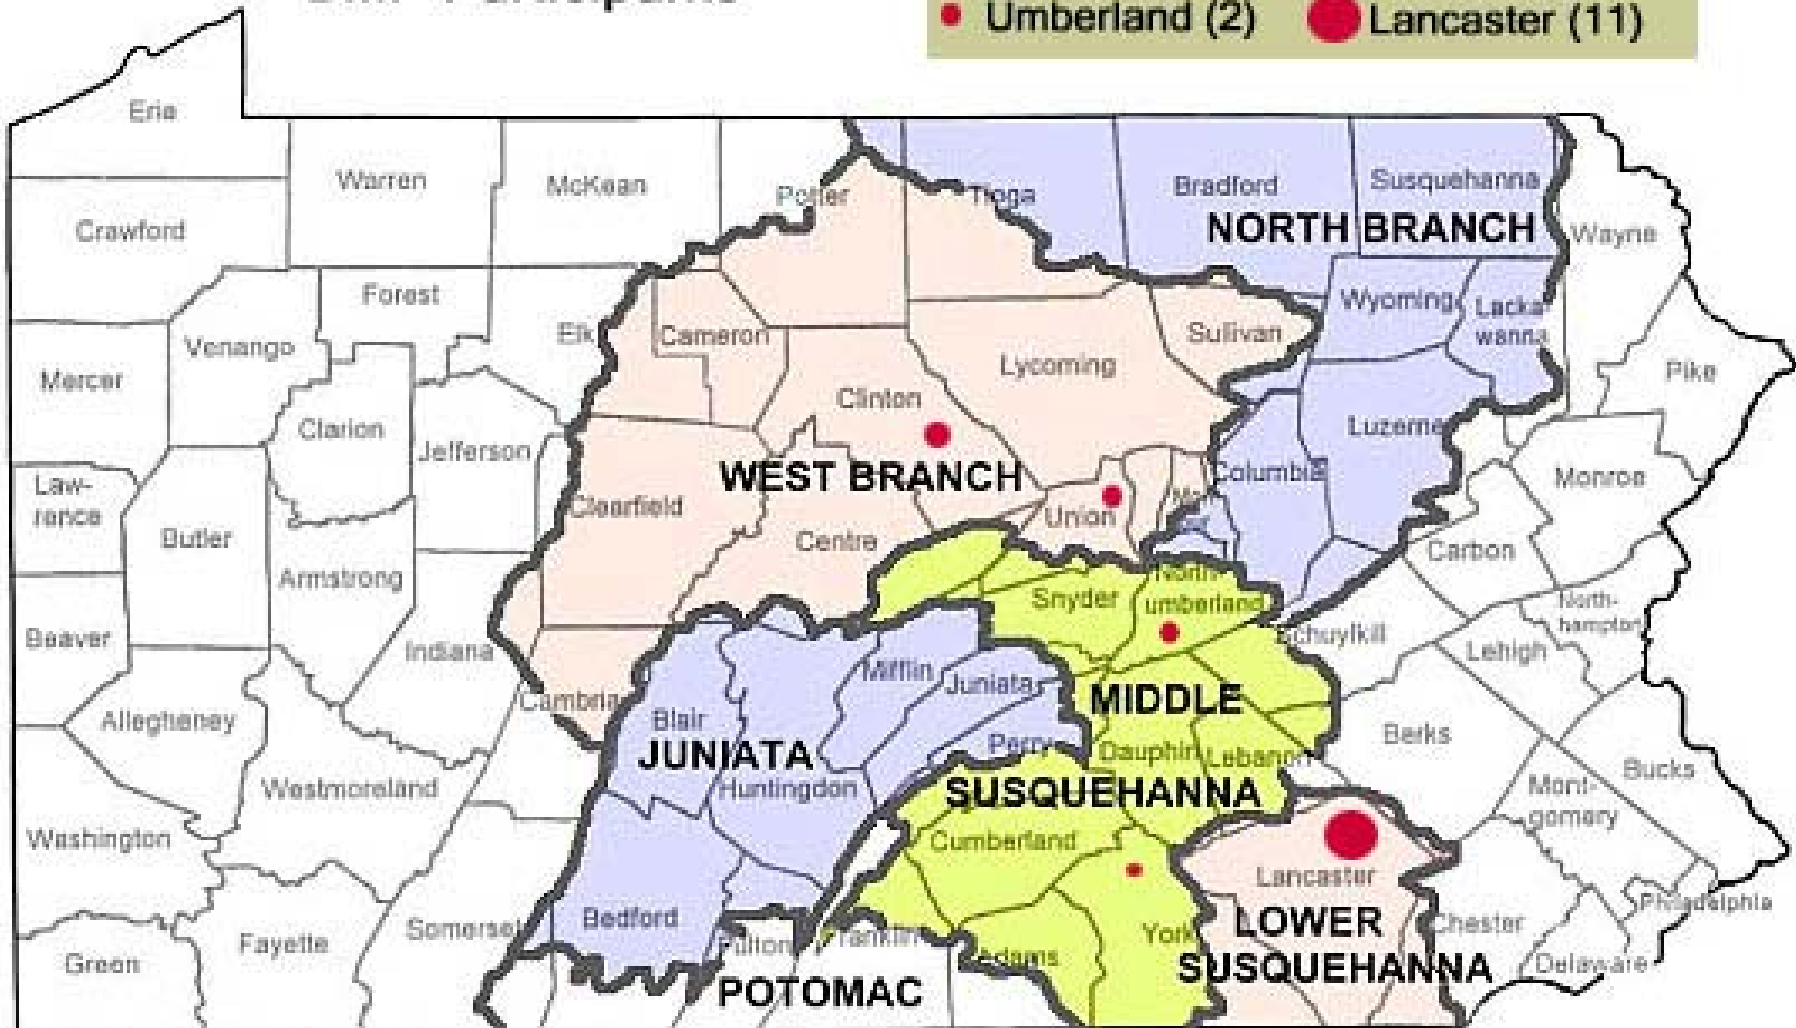 Umberland (2) Lancaster (11)
Erie
Warren
McKean
Potter
Tioga
Bradford
Susquehanna
NORTH BRANCH
Crawford
Wayne
Forest
Elk
Cameron
Sullivan
Wyoming
Lacka
wanna
Venango
Lycoming
Mercer
Clinton
Pike
Clarion
Jefferson
Luzerne
WEST BRANCH
Columbia
Monroe
Law-
rence
Clearfield
Union
Butler
Centre
Carbon
Armstrong
Snyder
North-
umberland
North-
hampton
Beaver
Indiana
Schuylkill
Lehigh
Mifflin
Juniata
Cambria
MIDDLE
Allegheney
Blair
Perry
Dauphin
Lebanon
Berks
JUNIATA
Huntingdon
SUSQUEHANNA
Westmoreland
Mont-
gomery
Bucks
Washington
Cumberland
Lancaster
Philadelphia
Bedford
Somerset
LOWER
Chester
Fayette
Fulton
Franklin
York
Adams
Green
SUSQUEHANNA
Delaware
POTOMAC